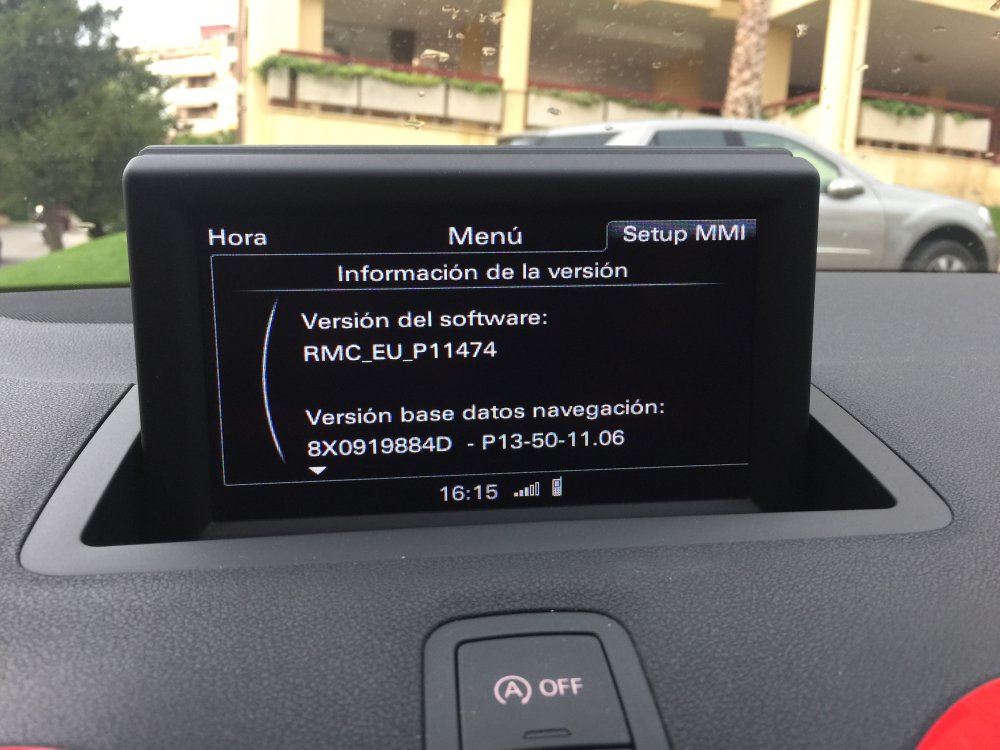 Hora Menú Setup MMI
Información de la versión
Versión del software:
RMC_EU_P11474
Versión base datos navegación:
8X0919884D - P13-50-11.06
16:15
A OFF